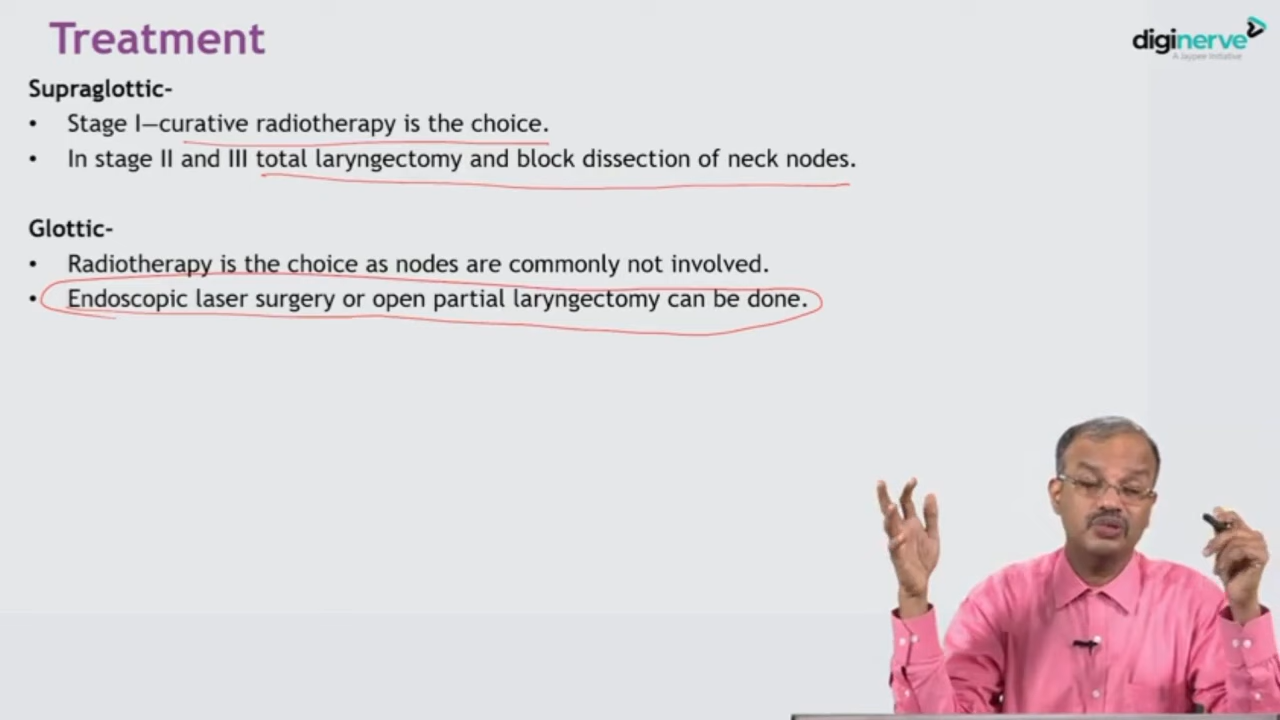 Treatment
diginerve
A Jaypee Initiative
Supraglottic-
• Stage I—curative radiotherapy is the choice.
• In stage II and III total laryngectomy and block dissection of neck nodes.
Glottic-
• Radiotherapy is the choice as nodes are commonly not involved.
• Endoscopic laser surgery or open partial laryngectomy can be done.